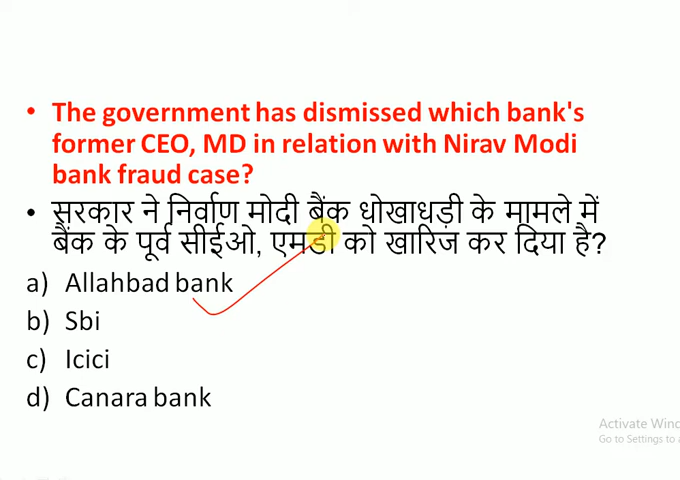 • The government has dismissed which bank's
former CEO, MD in relation with Nirav Modi
bank fraud case?
• सरकार ने निर्वाण मोदी बैंक धोखाधड़ी के मामले में
बैंक के पूर्व सीईओ, एमडी को खारिज कर दिया है?
a) Allahbad bank
b) Sbi
c) Icici
d) Canara bank
Activate Wind
Go to Settings to a